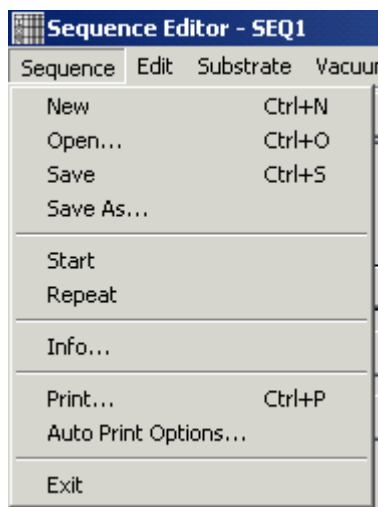 Sequence Editor - SEQ1
Sequence Edit Substrate
New Ctrl+N
Open... Ctrl+O
Save Ctrl+S
Save As...
Start
Repeat
Info...
Print... Ctrl+P
Auto Print Options...
Exit